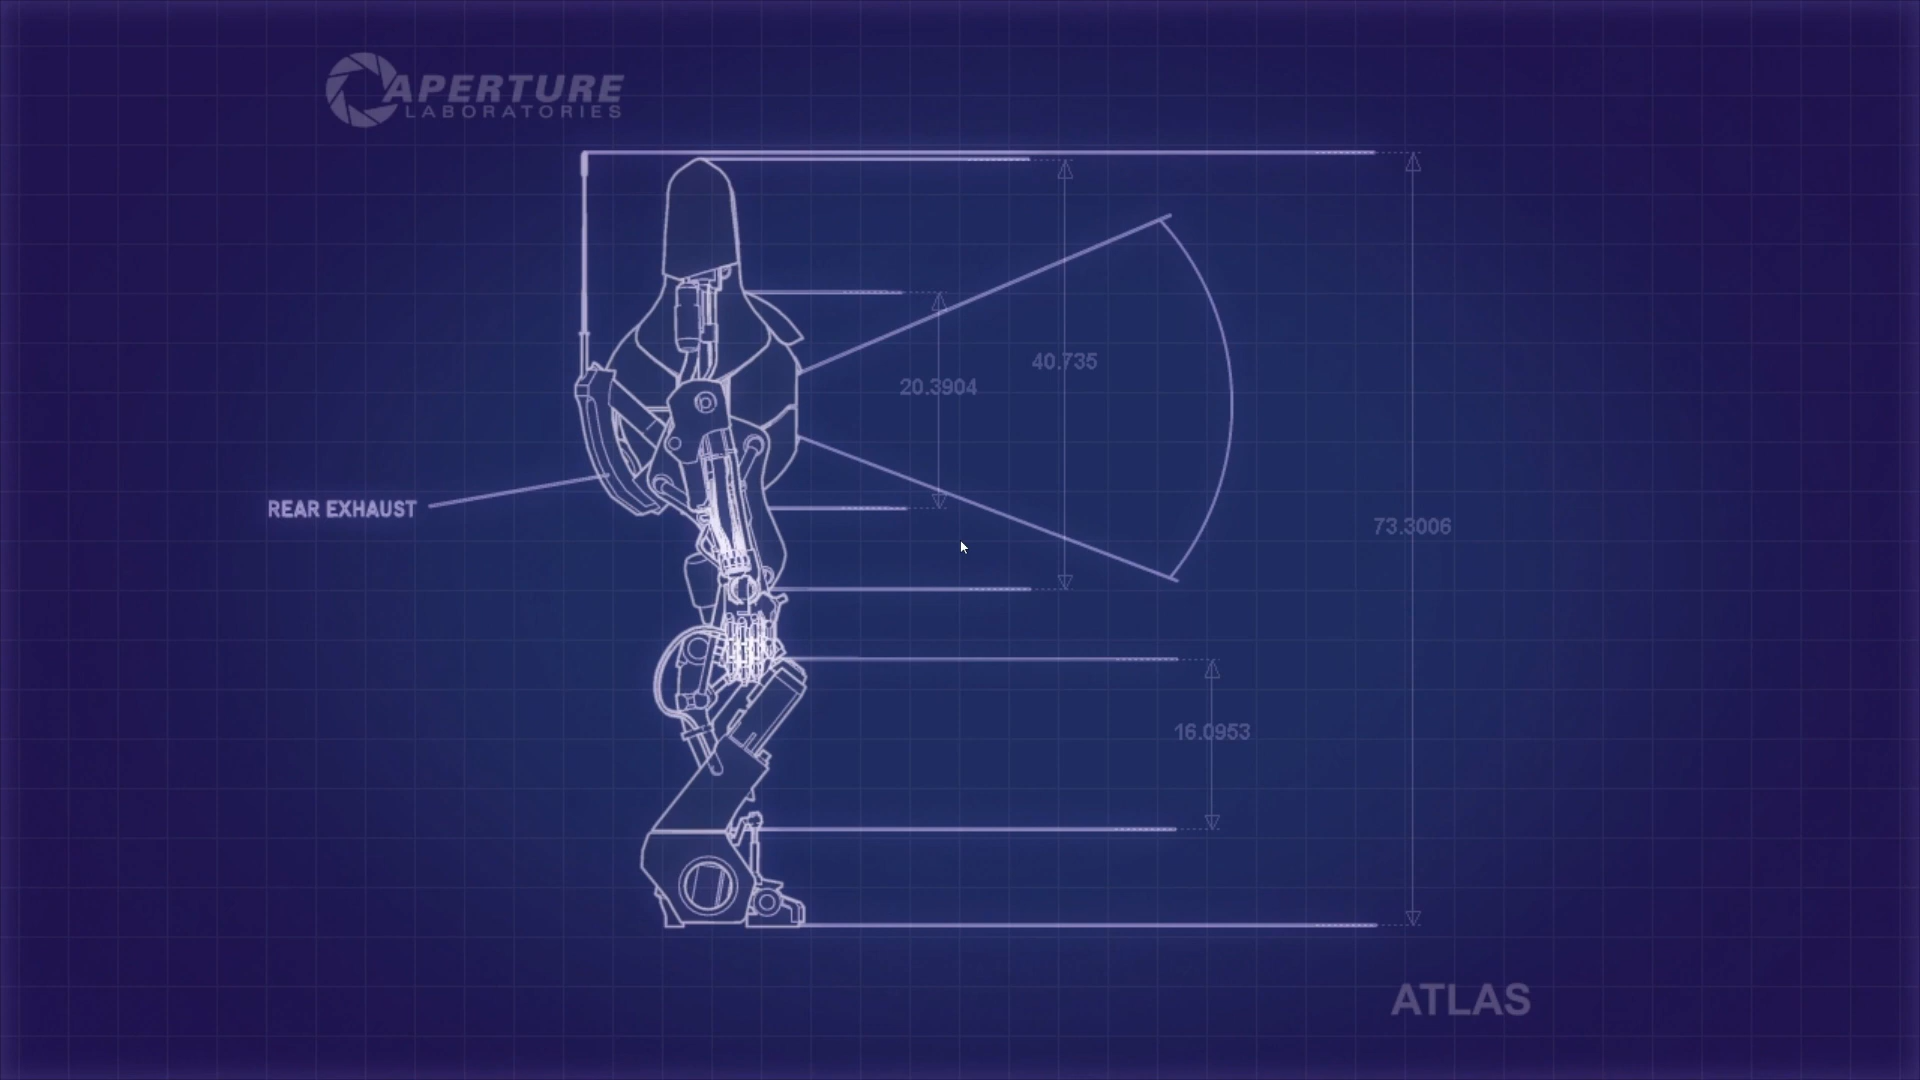 APERTURE
LABORATORIES
40.735
20.3904
REAR EXHAUST
73.3006
16.0953
ATLAS